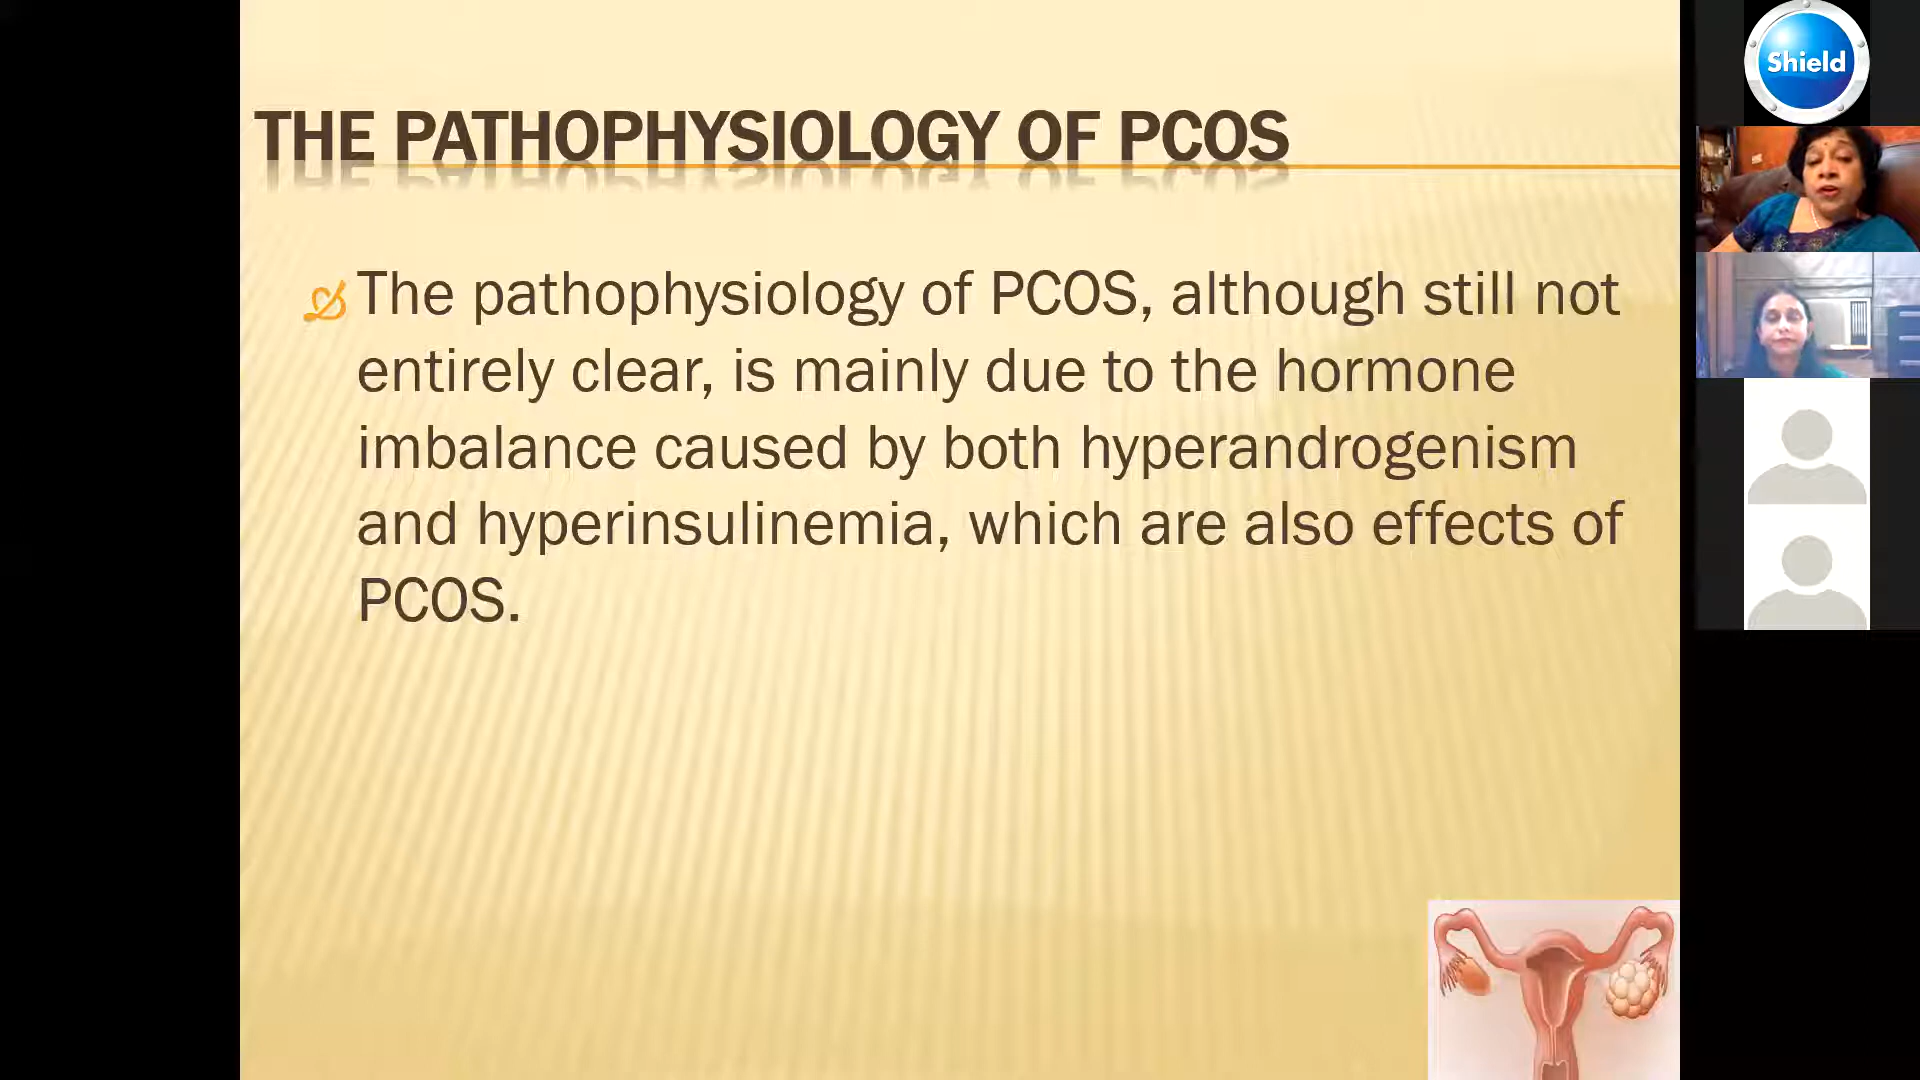 THE PATHOPHYSIOLOGY OF PCOS
The pathophysiology of PCOS, although still not
entirely clear, is mainly due to the hormone
imbalance caused by both hyperandrogenism
and hyperinsulinemia, which are also effects of
PCOS.
Shield